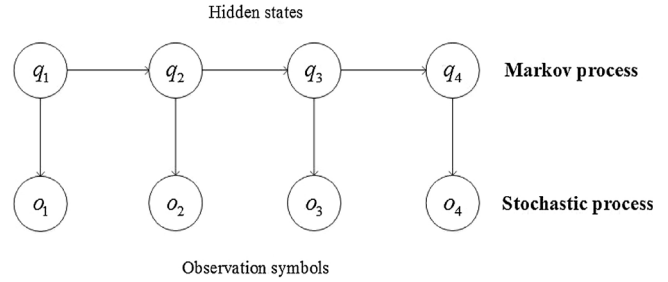 Hidden states
q1 q2 q3 q4 Markov process
o1 o2 o3 o4 Stochastic process
Observation symbols